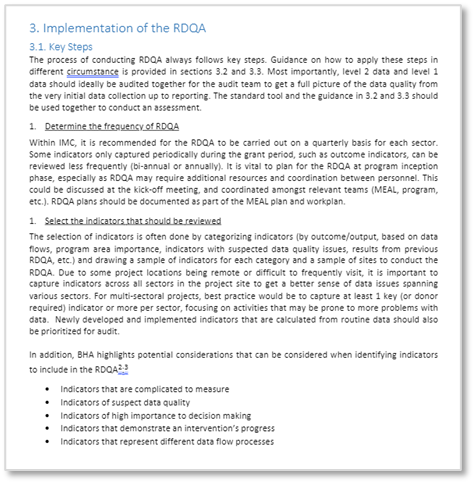 3. Implementation of the RDQA
3.1. Key Steps
The process of conducting RDQA always follows key steps. Guidance on how to apply these steps in
different circumstance is provided in sections 3.2 and 3.3. Most importantly, level 2 data and level 1
data should ideally be audited together for the audit team to get a full picture of the data quality from
the very initial data collection up to reporting. The standard tool and the guidance in 3.2 and 3.3 should
be used together to conduct an assessment.
1. Determine the frequency of RDQA
Within IMC, it is recommended for the RDQA to be carried out on a quarterly basis for each sector.
Some indicators only captured periodically during the grant period, such as outcome indicators, can be
reviewed less frequently (bi-annual or annually). It is vital to plan for the RDQA at program inception
phase, especially as RDQA may require additional resources and coordination between personnel. This
could be discussed at the kick-off meeting, and coordinated amongst relevant teams (MEAL, program,
etc.). RDQA plans should be documented as part of the MEAL plan and workplan.
1. Select the indicators that should be reviewed
The selection of indicators is often done by categorizing indicators (by outcome/output, based on data
flows, program area importance, indicators with suspected data quality issues, results from previous
RDQA, etc.) and drawing a sample of indicators for each category and a sample of sites to conduct the
RDQA. Due to some project locations being remote or difficult to frequently visit, it is important to
capture indicators across all sectors in the project site to get a better sense of data issues spanning
various sectors. For multi-sectoral projects, best practice would be to capture at least 1 key (or donor
required) indicator or more per sector, focusing on activities that may be prone to more problems with
data. Newly developed and implemented indicators that are calculated from routine data should also
be prioritized for audit.
In addition, BHA highlights potential considerations that can be considered when identifying indicators
to include in the RDQA2-3
• Indicators that are complicated to measure
• Indicators of suspect data quality
• Indicators of high importance to decision making
• Indicators that demonstrate an intervention's progress
• Indicators that represent different data flow processes